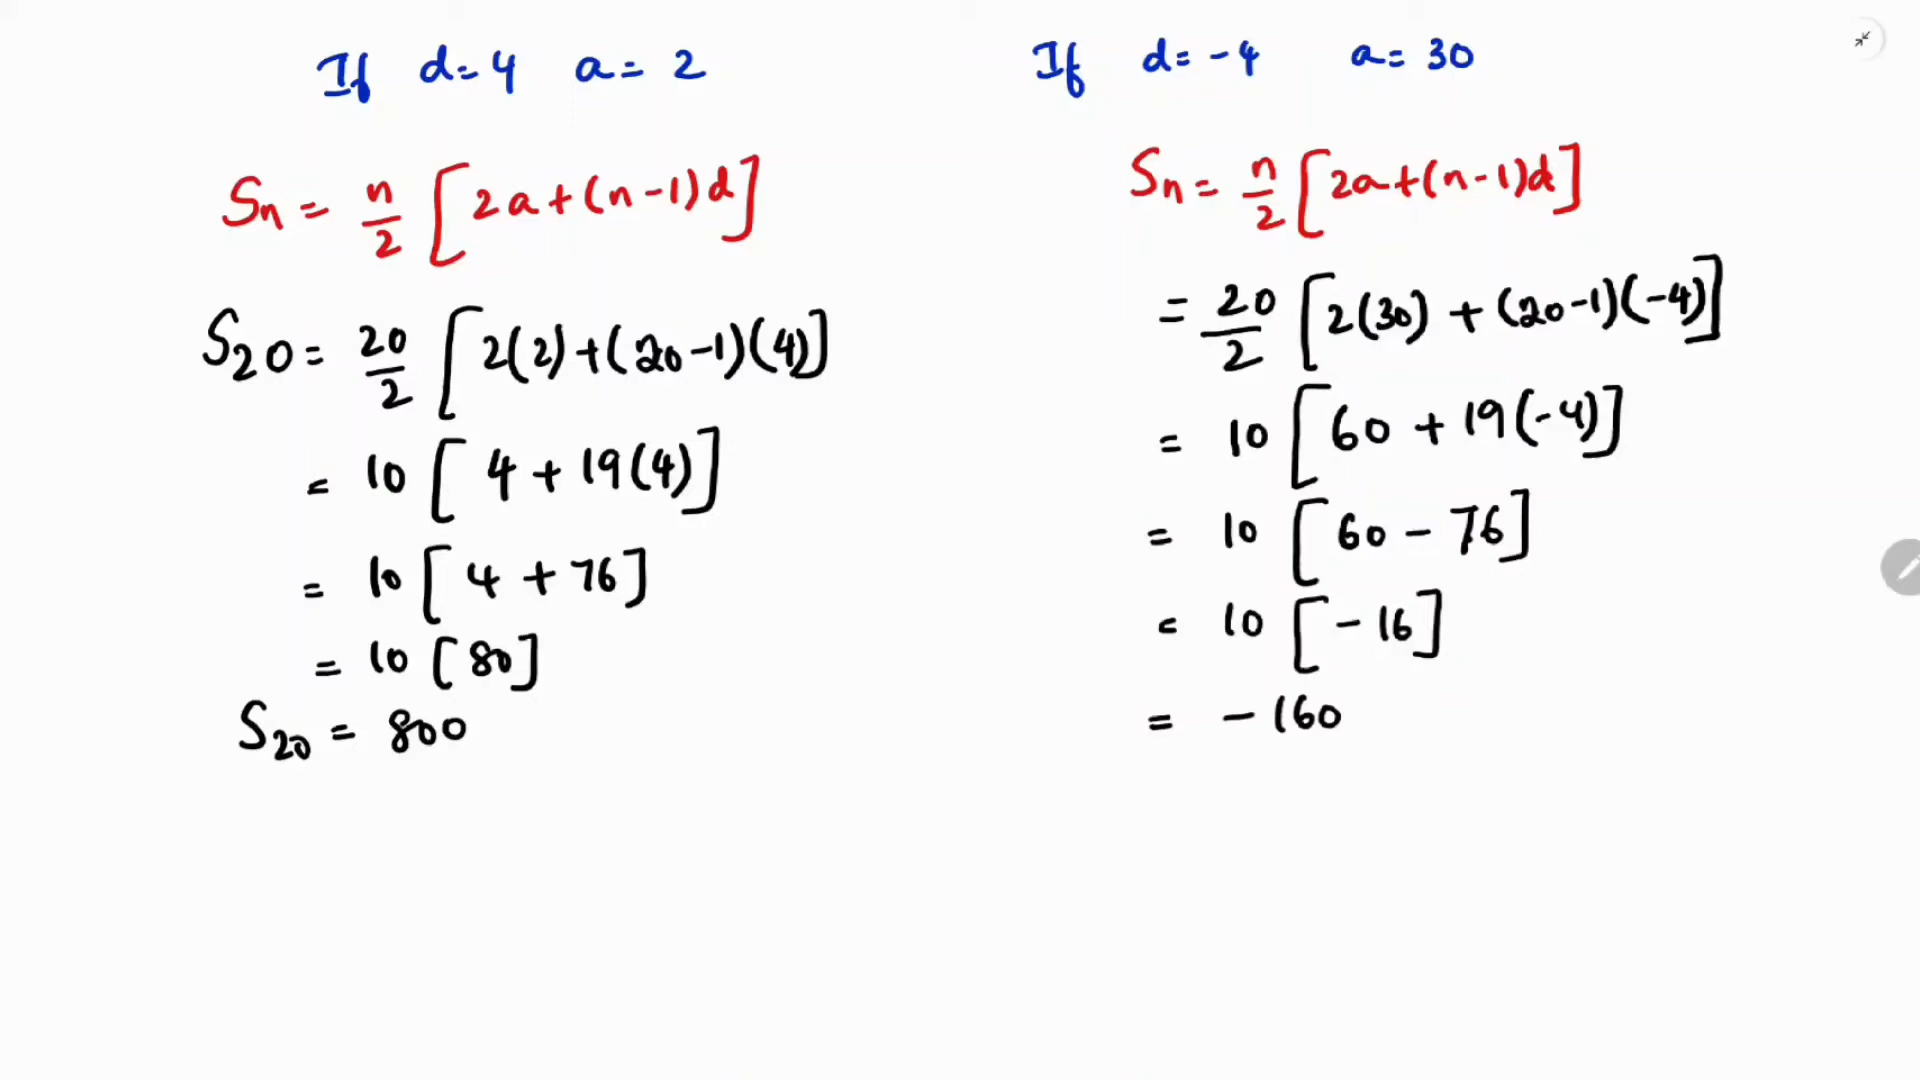 If d=4 a= 2
Sn = n/2 [2a+(n-1)d]
S20 = 20/2 [2(2)+(20-1)(4)]
= 10 [4 + 19(4)]
= 10 [4 + 76]
= 10 [80]
S20 = 800
If d= -4 a= 30
Sn = n/2 [2a+(n-1)d]
= 20/2 [2(30) + (20-1)(-4)]
= 10 [60 + 19(-4)]
= 10 [60 - 76]
= 10 [-16]
= -160